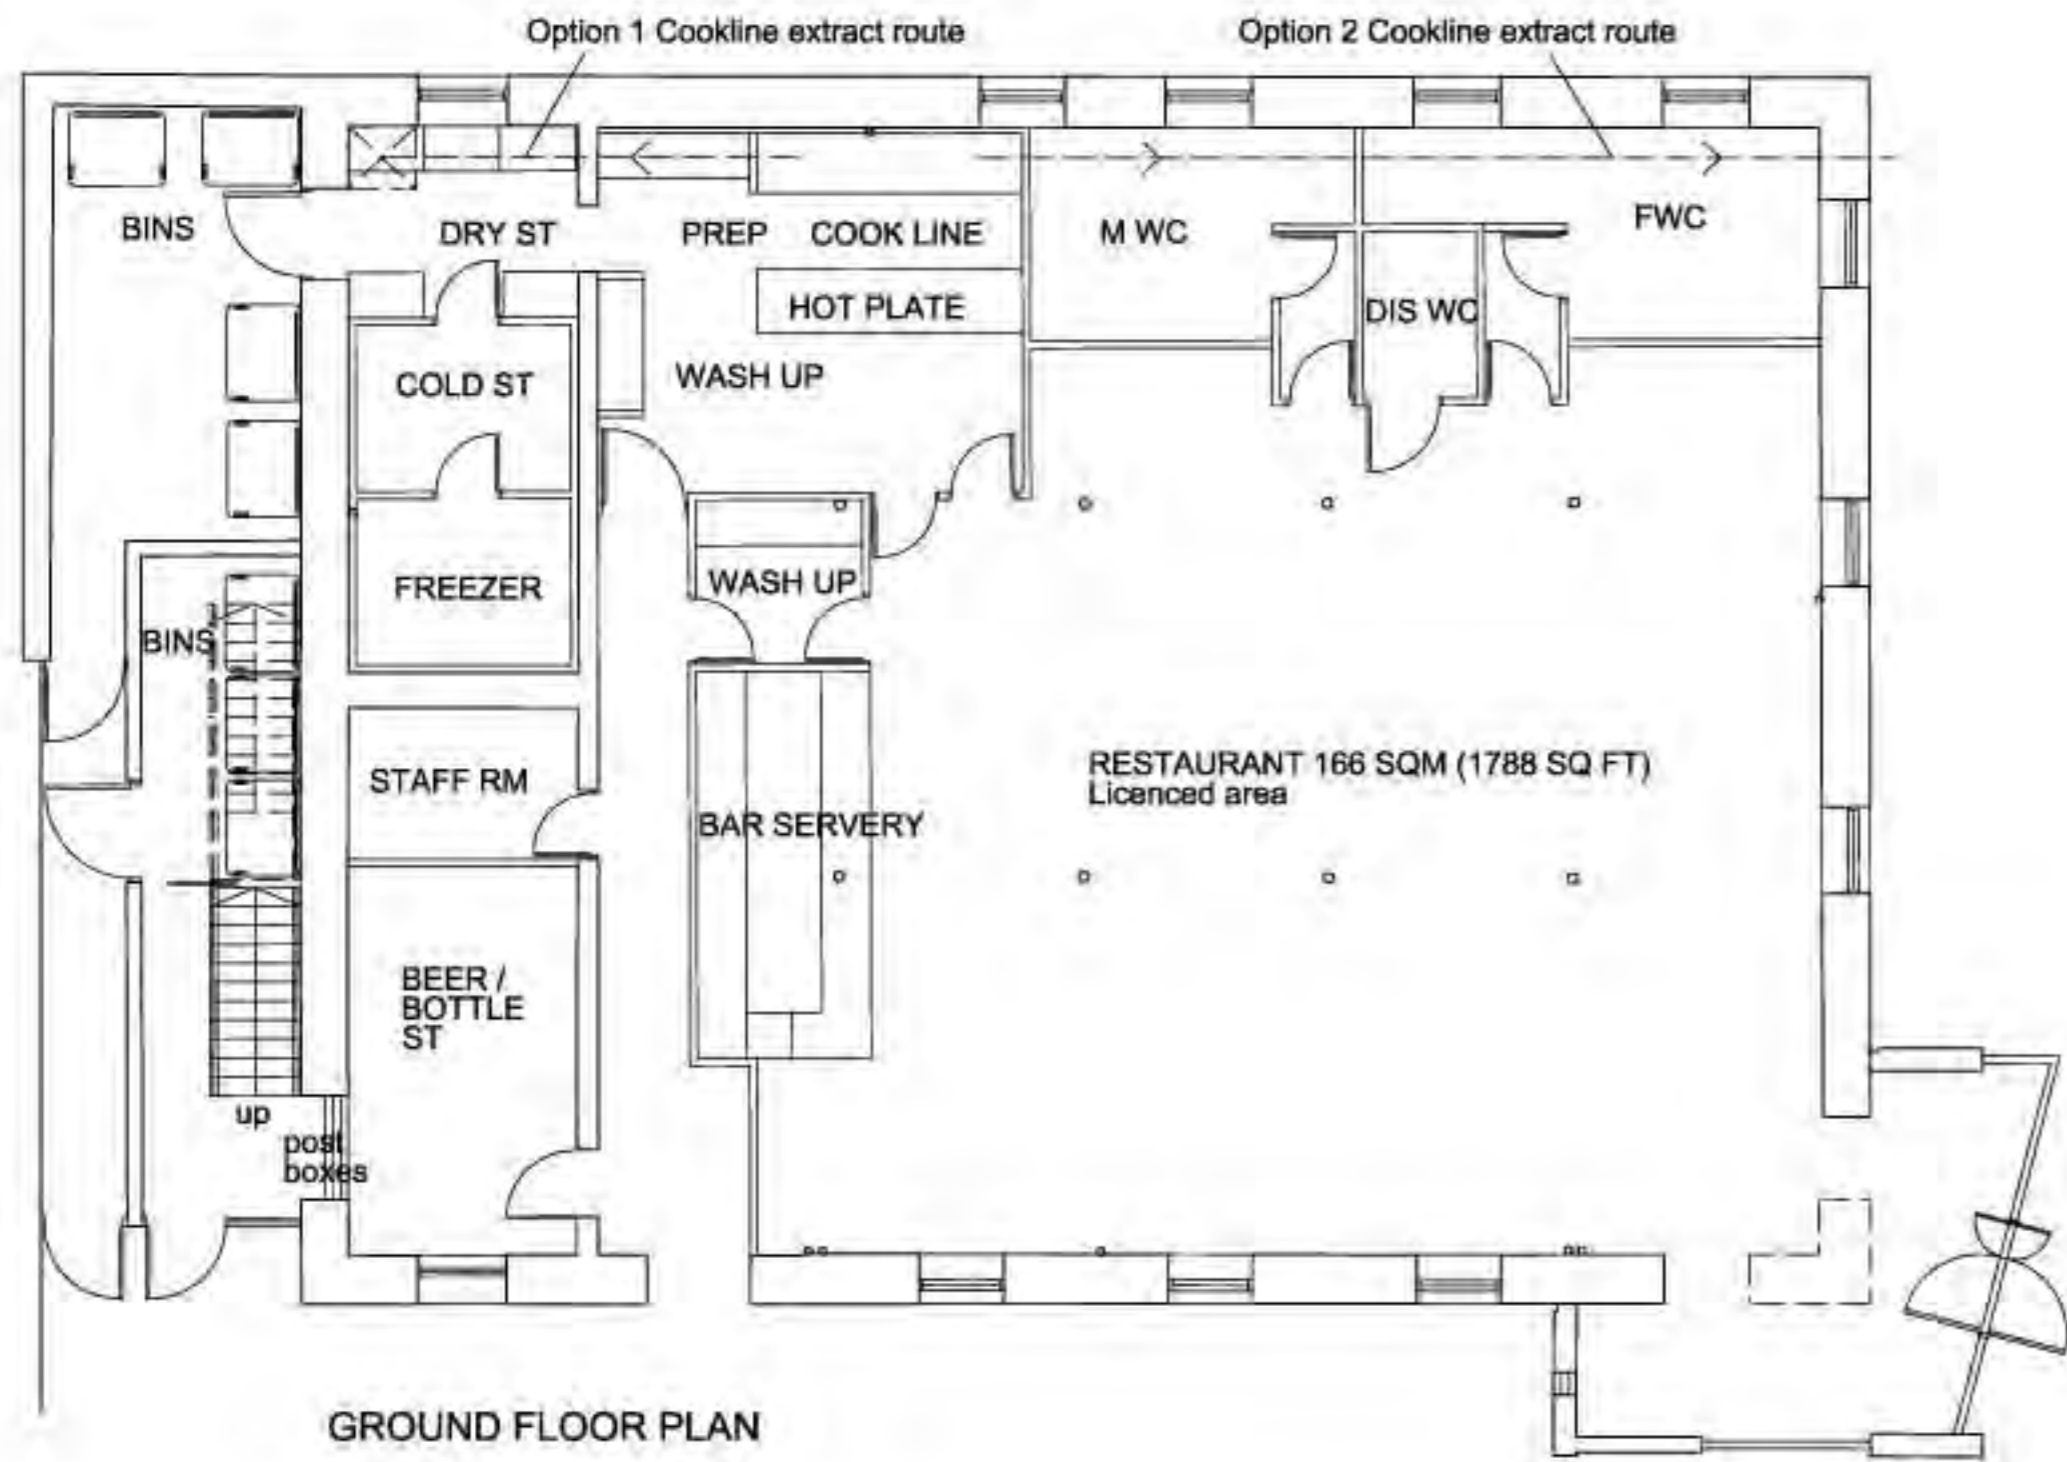 Option 1 Cookline extract route
Option 2 Cookline extract route
BINS
DRY ST
PREP
COOK LINE
M WC
FWC
HOT PLATE
DIS WC
COLD ST
WASH UP
FREEZER
WASH UP
BINS
STAFF RM
BAR SERVERY
RESTAURANT 166 SQM (1788 SQ FT)
Licenced area
BEER /
BOTTLE
ST
up
post
boxes
GROUND FLOOR PLAN